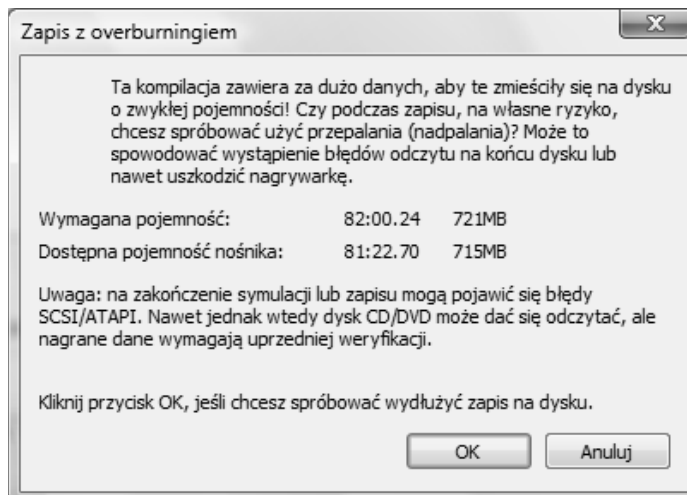 Zapis z overburningiem
Ta kompilacja zawiera za dużo danych, aby te zmieściły się na dysku
o zwykłej pojemności! Czy podczas zapisu, na własne ryzyko,
chcesz spróbować użyć przepalania (nadpalania)? Może to
spowodować wystąpienie błędów odczytu na końcu dysku lub
nawet uszkodzić nagrywarkę.
Wymagana pojemność: 82:00.24 721MB
Dostępna pojemność nośnika: 81:22.70 715MB
Uwaga: na zakończenie symulacji lub zapisu mogą pojawić się błędy
SCSI/ATAPI. Nawet jednak wtedy dysk CD/DVD może dać się odczytać, ale
nagrane dane wymagają uprzedniej weryfikacji.
Kliknij przycisk OK, jeśli chcesz spróbować wydłużyć zapis na dysku.
OK Anuluj